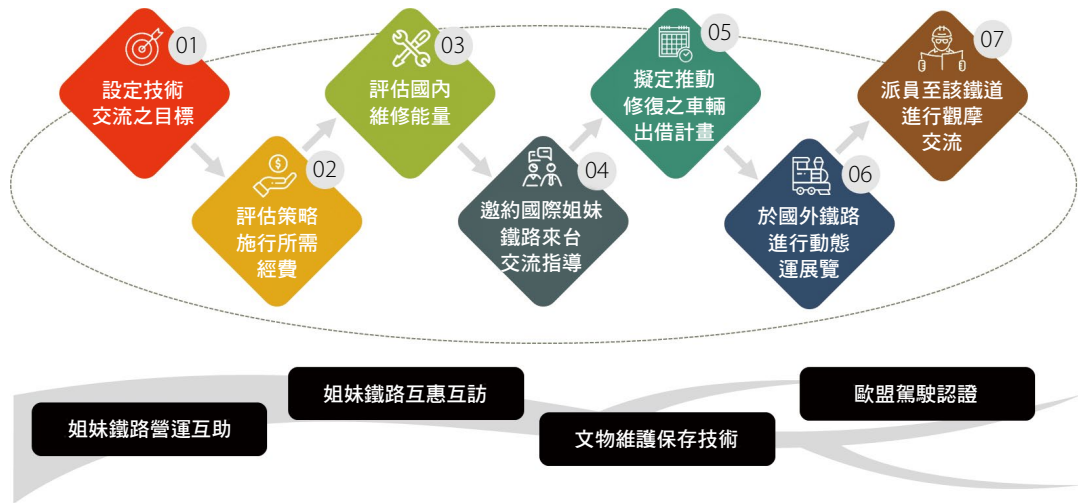 01
設定技術
交流之目標
02
評估策略
施行所需
經費
03
評估國內
維修能量
04
邀約國際姐妹
鐵路來台
交流指導
05
擬定推動
修復之車輛
出借計畫
06
於國外鐵路
進行動態
運展覽
07
派員至該鐵道
進行觀摩
交流
姐妹鐵路營運互助
姐妹鐵路互惠互訪
文物維護保存技術
歐盟駕駛認證